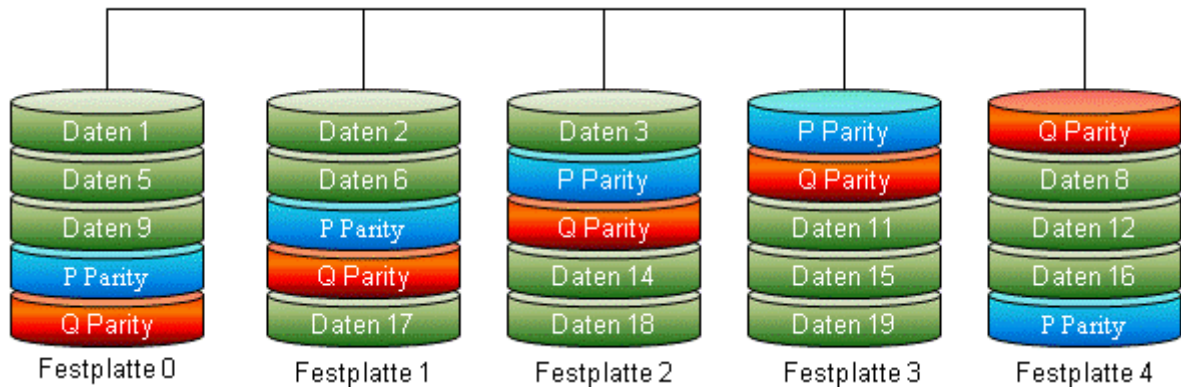 Daten 1
Daten 2
Daten 3
P Parity
Q Parity
Daten 5
Daten 6
P Parity
Q Parity
Daten 8
Daten 9
P Parity
Q Parity
Daten 11
Daten 12
P Parity
Q Parity
Daten 14
Daten 15
Daten 16
Q Parity
Daten 17
Daten 18
Daten 19
P Parity
Festplatte 0
Festplatte 1
Festplatte 2
Festplatte 3
Festplatte 4